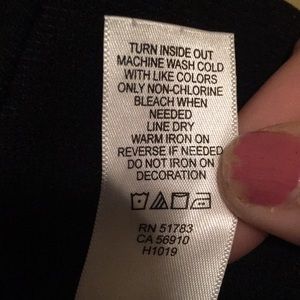 TURN INSIDE OUT
MACHINE WASH COLD
WITH LIKE COLORS
ONLY NON-CHLORINE
BLEACH WHEN
NEEDED
LINE DRY
WARM IRON ON
REVERSE IF NEEDED
DO NOT IRON ON
DECORATION
RN 51783
CA 56910
H1019